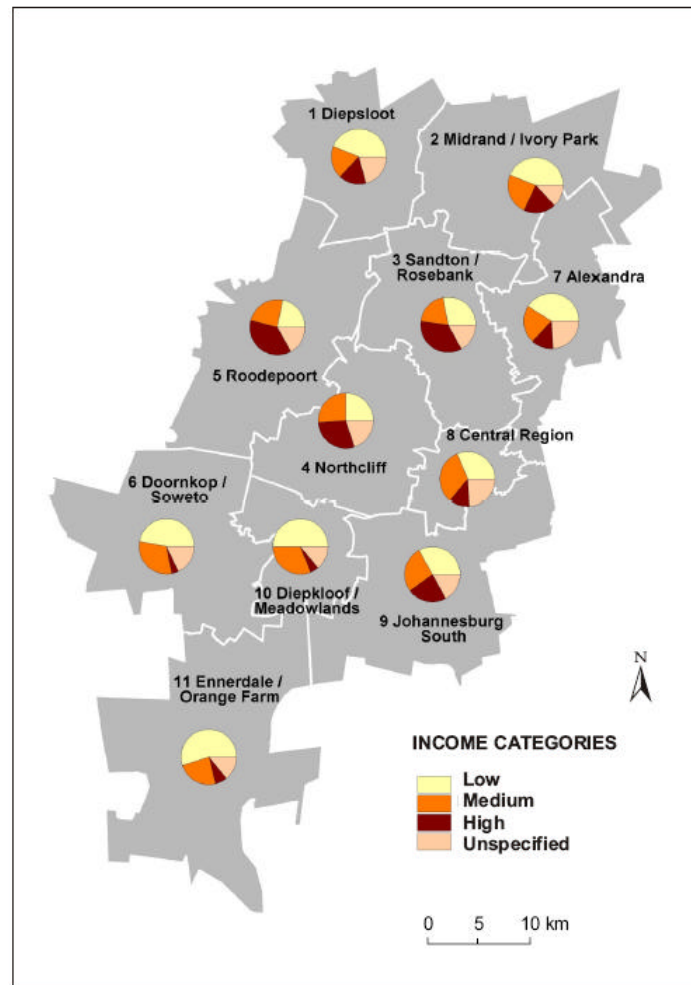 1 Diepsloot
2 Midrand / Ivory Park
3 Sandton /
Rosebank
7 Alexandra
5 Roodepoort
8 Central Region
4 Northcliff
6 Doornkop /
Soweto
10 Diepkloof /
Meadowlands
9 Johannesburg
South
11 Ennerdale /
Orange Farm
N
INCOME CATEGORIES
Low
Medium
High
Unspecified
0 5 10 km